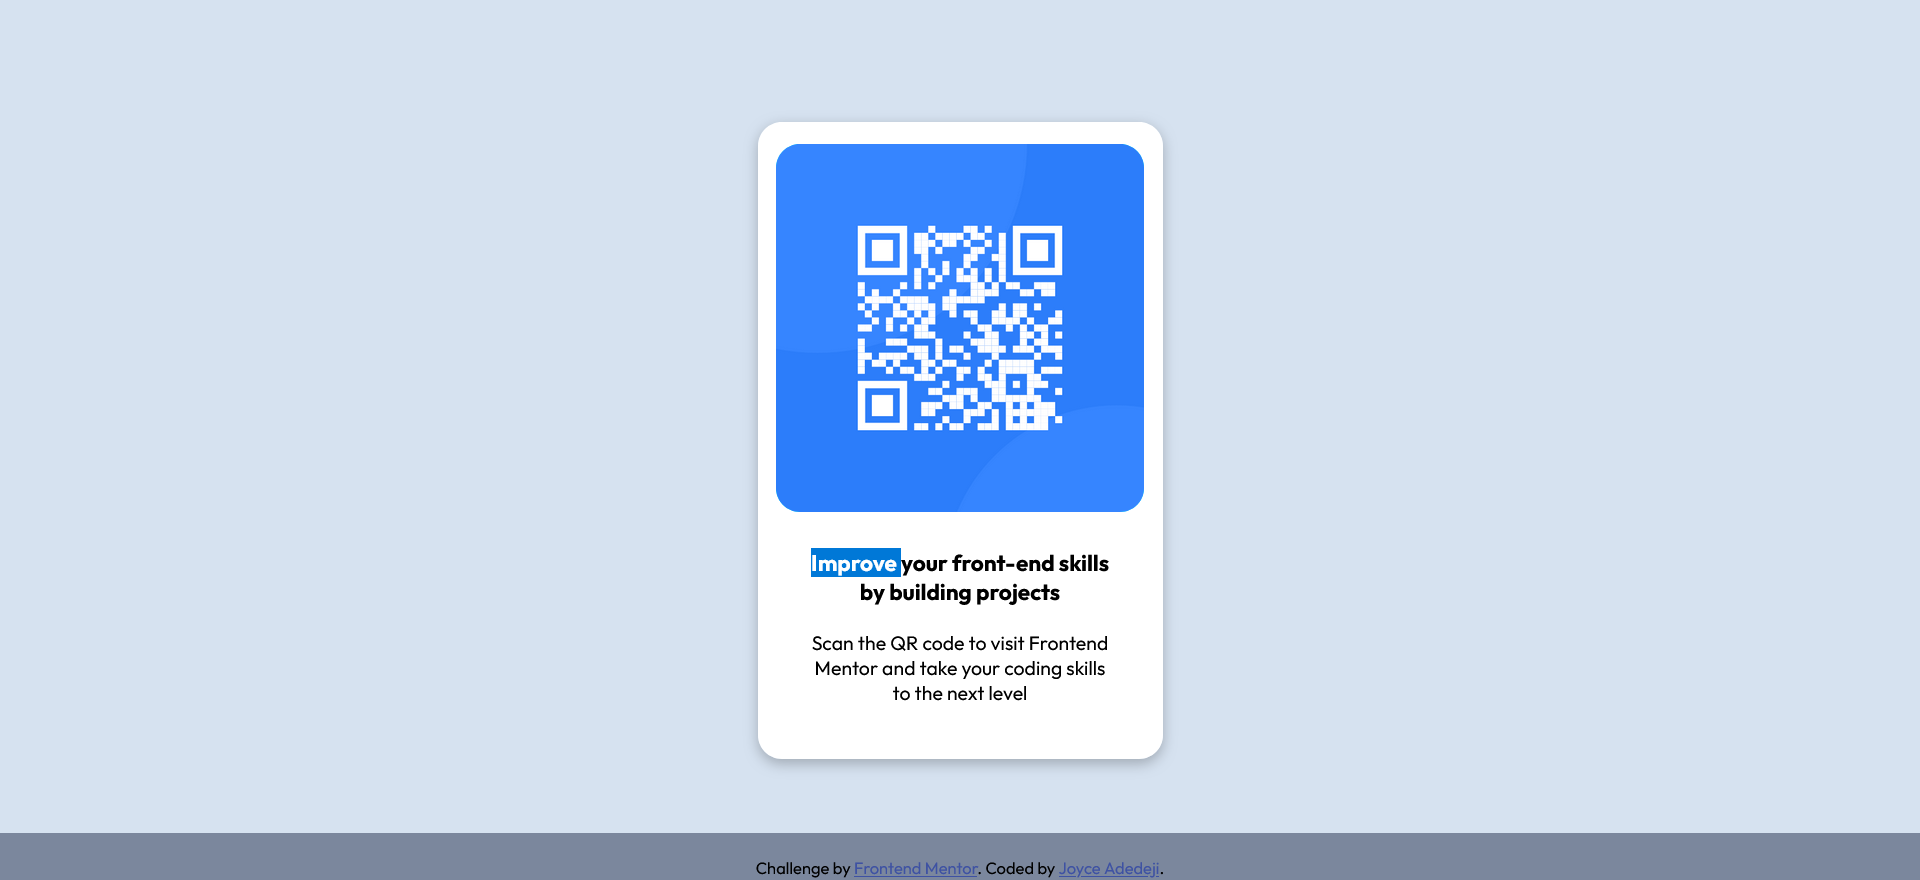 Improve your front-end skills
by building projects
Scan the QR code to visit Frontend
Mentor and take your coding skills
to the next level
Challenge by Frontend Mentor. Coded by Joyce Adedeji.